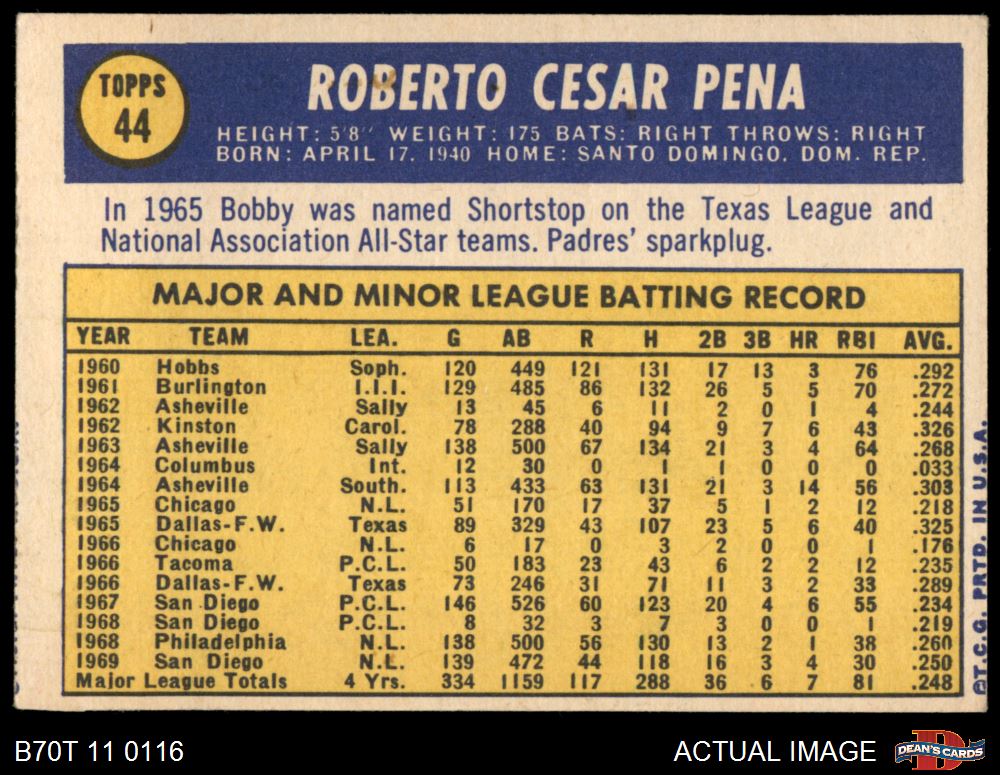 TOPPS
44
ROBERTO CESAR PENA
HEIGHT: 5'8" WEIGHT: 175 BATS: RIGHT THROWS: RIGHT
BORN: APRIL 17, 1940 HOME: SANTO DOMINGO, DOM. REP.
In 1965 Bobby was named Shortstop on the Texas League and
National Association All-Star teams. Padres' sparkplug.
MAJOR AND MINOR LEAGUE BATTING RECORD
YEAR TEAM LEA. G AB R H 2B 3B HR RBI AVG.
1960 Hobbs Soph. 120 449 121 131 17 13 3 76 .292
1961 Burlington I.I.I. 129 485 86 132 26 5 5 70 .272
1962 Asheville Sally 13 45 6 11 2 0 1 4 .244
1962 Kinston Carol. 78 288 40 94 9 7 6 43 .326
1963 Asheville Sally 138 500 67 134 21 3 4 64 .268
1964 Columbus Int. 12 30 0 1 1 0 0 0 .033
1964 Asheville South. 113 433 63 131 21 3 14 56 .303
1965 Chicago N.L. 51 170 17 37 5 1 2 12 .218
1965 Dallas-F.W. Texas 89 329 43 107 23 5 6 40 .325
1966 Chicago N.L. 6 17 0 3 2 0 0 1 .176
1966 Tacoma P.C.L. 50 183 23 43 6 2 2 12 .235
1966 Dallas-F.W. Texas 73 246 31 71 11 3 2 33 .289
1967 San Diego P.C.L. 146 526 60 123 20 4 6 55 .234
1968 San Diego P.C.L. 8 32 3 7 3 0 0 1 .219
1968 Philadelphia N.L. 138 500 56 130 13 2 1 38 .260
1969 San Diego N.L. 139 472 44 118 16 3 4 30 .250
Major League Totals 4 Yrs. 334 1159 117 288 36 6 7 81 .248
©T.C.G. PRTD. IN U.S.A.
B70T 11 0116
ACTUAL IMAGE
DEAN'S CARDS